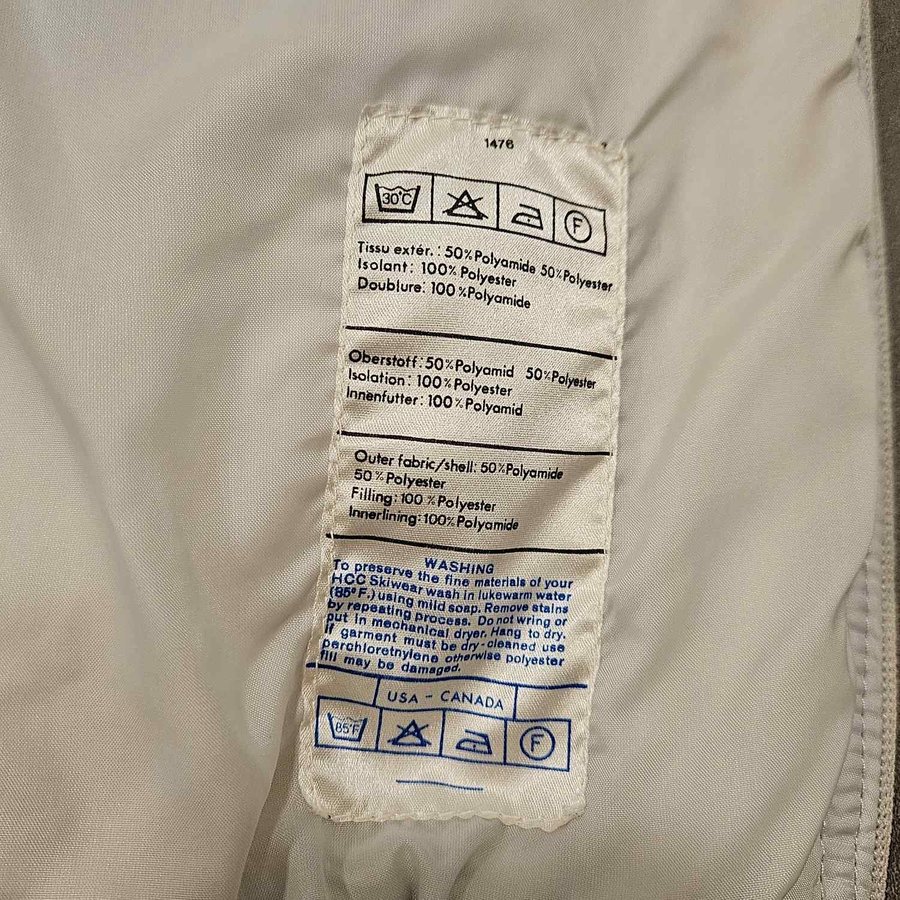 1476
30°C F
Tissu extér.: 50%Polyamide 50%Polyester
Isolant: 100% Polyester
Doublure: 100%Polyamide
Oberstoff:50%Polyamid 50%Polyester
Isolation: 100% Polyester
Innenfutter: 100% Polyamid
Outer fabric/shell: 50%Polyamide
50% Polyester
Filling: 100% Polyester
Innerlining: 100% Polyamide
WASHING
To preserve the fine materials of your
HCC Skiwear wash in lukewarm water
(85°F.) using mild soap. Remove stains
by repeating process. Do not wring or
put in mechanical dryer. Hang to dry.
If garment must be dry-cleaned use
perchloretnylene otherwise polyester
fill may be damaged.
USA - CANADA
85°F F